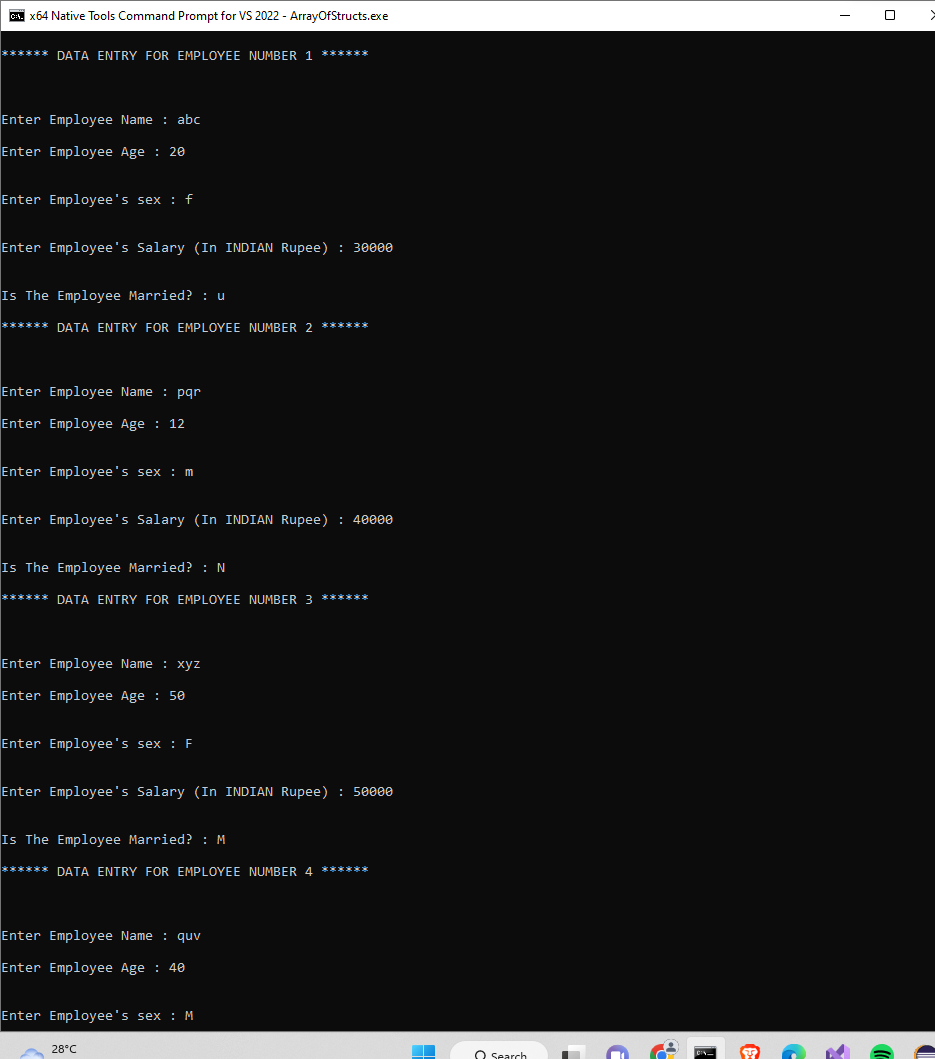 x64 Native Tools Command Prompt for VS 2022 - ArrayOfStructs.exe
****** DATA ENTRY FOR EMPLOYEE NUMBER 1 ******
Enter Employee Name : abc
Enter Employee Age : 20
Enter Employee's sex : f
Enter Employee's Salary (In INDIAN Rupee) : 30000
Is The Employee Married? : u
****** DATA ENTRY FOR EMPLOYEE NUMBER 2 ******
Enter Employee Name : pqr
Enter Employee Age : 12
Enter Employee's sex : m
Enter Employee's Salary (In INDIAN Rupee) : 40000
Is The Employee Married? : N
****** DATA ENTRY FOR EMPLOYEE NUMBER 3 ******
Enter Employee Name : xyz
Enter Employee Age : 50
Enter Employee's sex : F
Enter Employee's Salary (In INDIAN Rupee) : 50000
Is The Employee Married? : M
****** DATA ENTRY FOR EMPLOYEE NUMBER 4 ******
Enter Employee Name : quv
Enter Employee Age : 40
Enter Employee's sex : M
28°C
Search